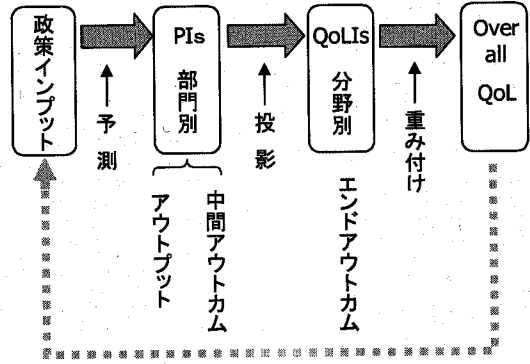 政策インプット
予測
PIs
部門別
投影
QoLIs
分野別
重み付け
Over
all
QoL
アウトプット
中間アウトカム
エンドアウトカム